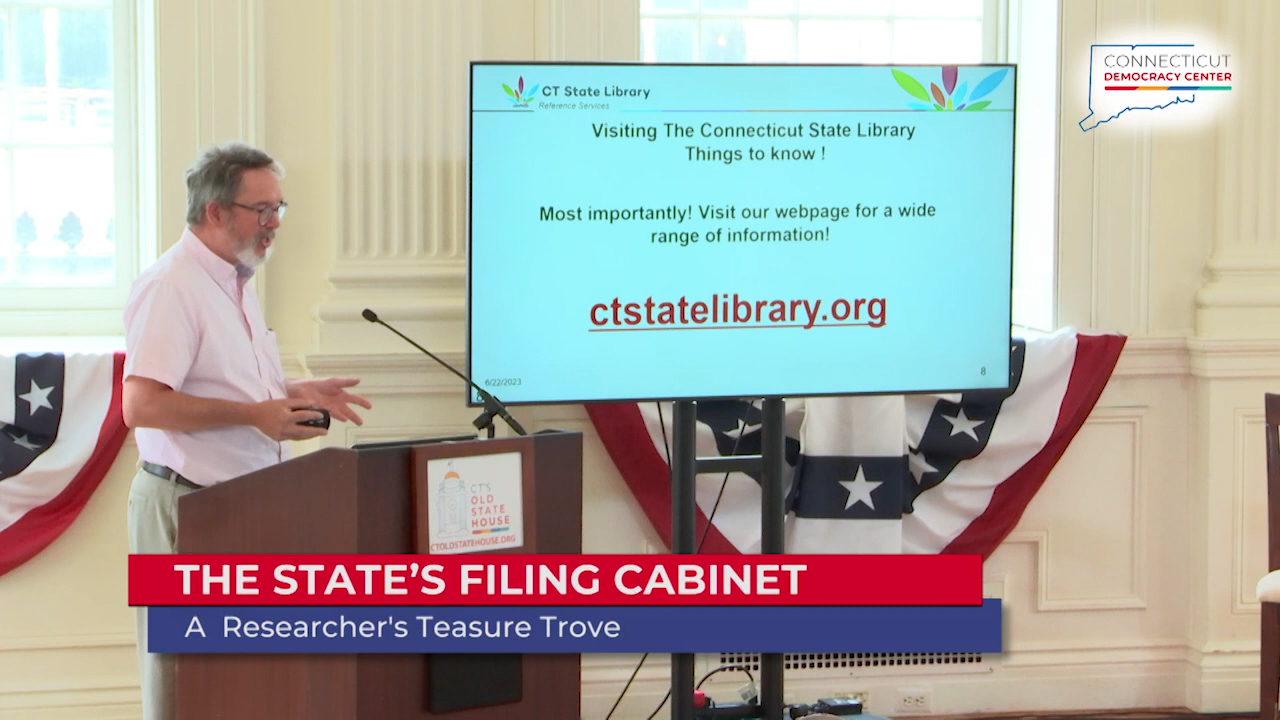 CONNECTICUT
DEMOCRACY CENTER
CT State Library
Reference Services
Visiting The Connecticut State Library
Things to know !
Most importantly! Visit our webpage for a wide
range of information!
ctstatelibrary.org
6/22/2023
8
CT'S
OLD
STATE
HOUSE
CTOLDSTATEHOUSE.ORG
THE STATE'S FILING CABINET
A Researcher's Teasure Trove